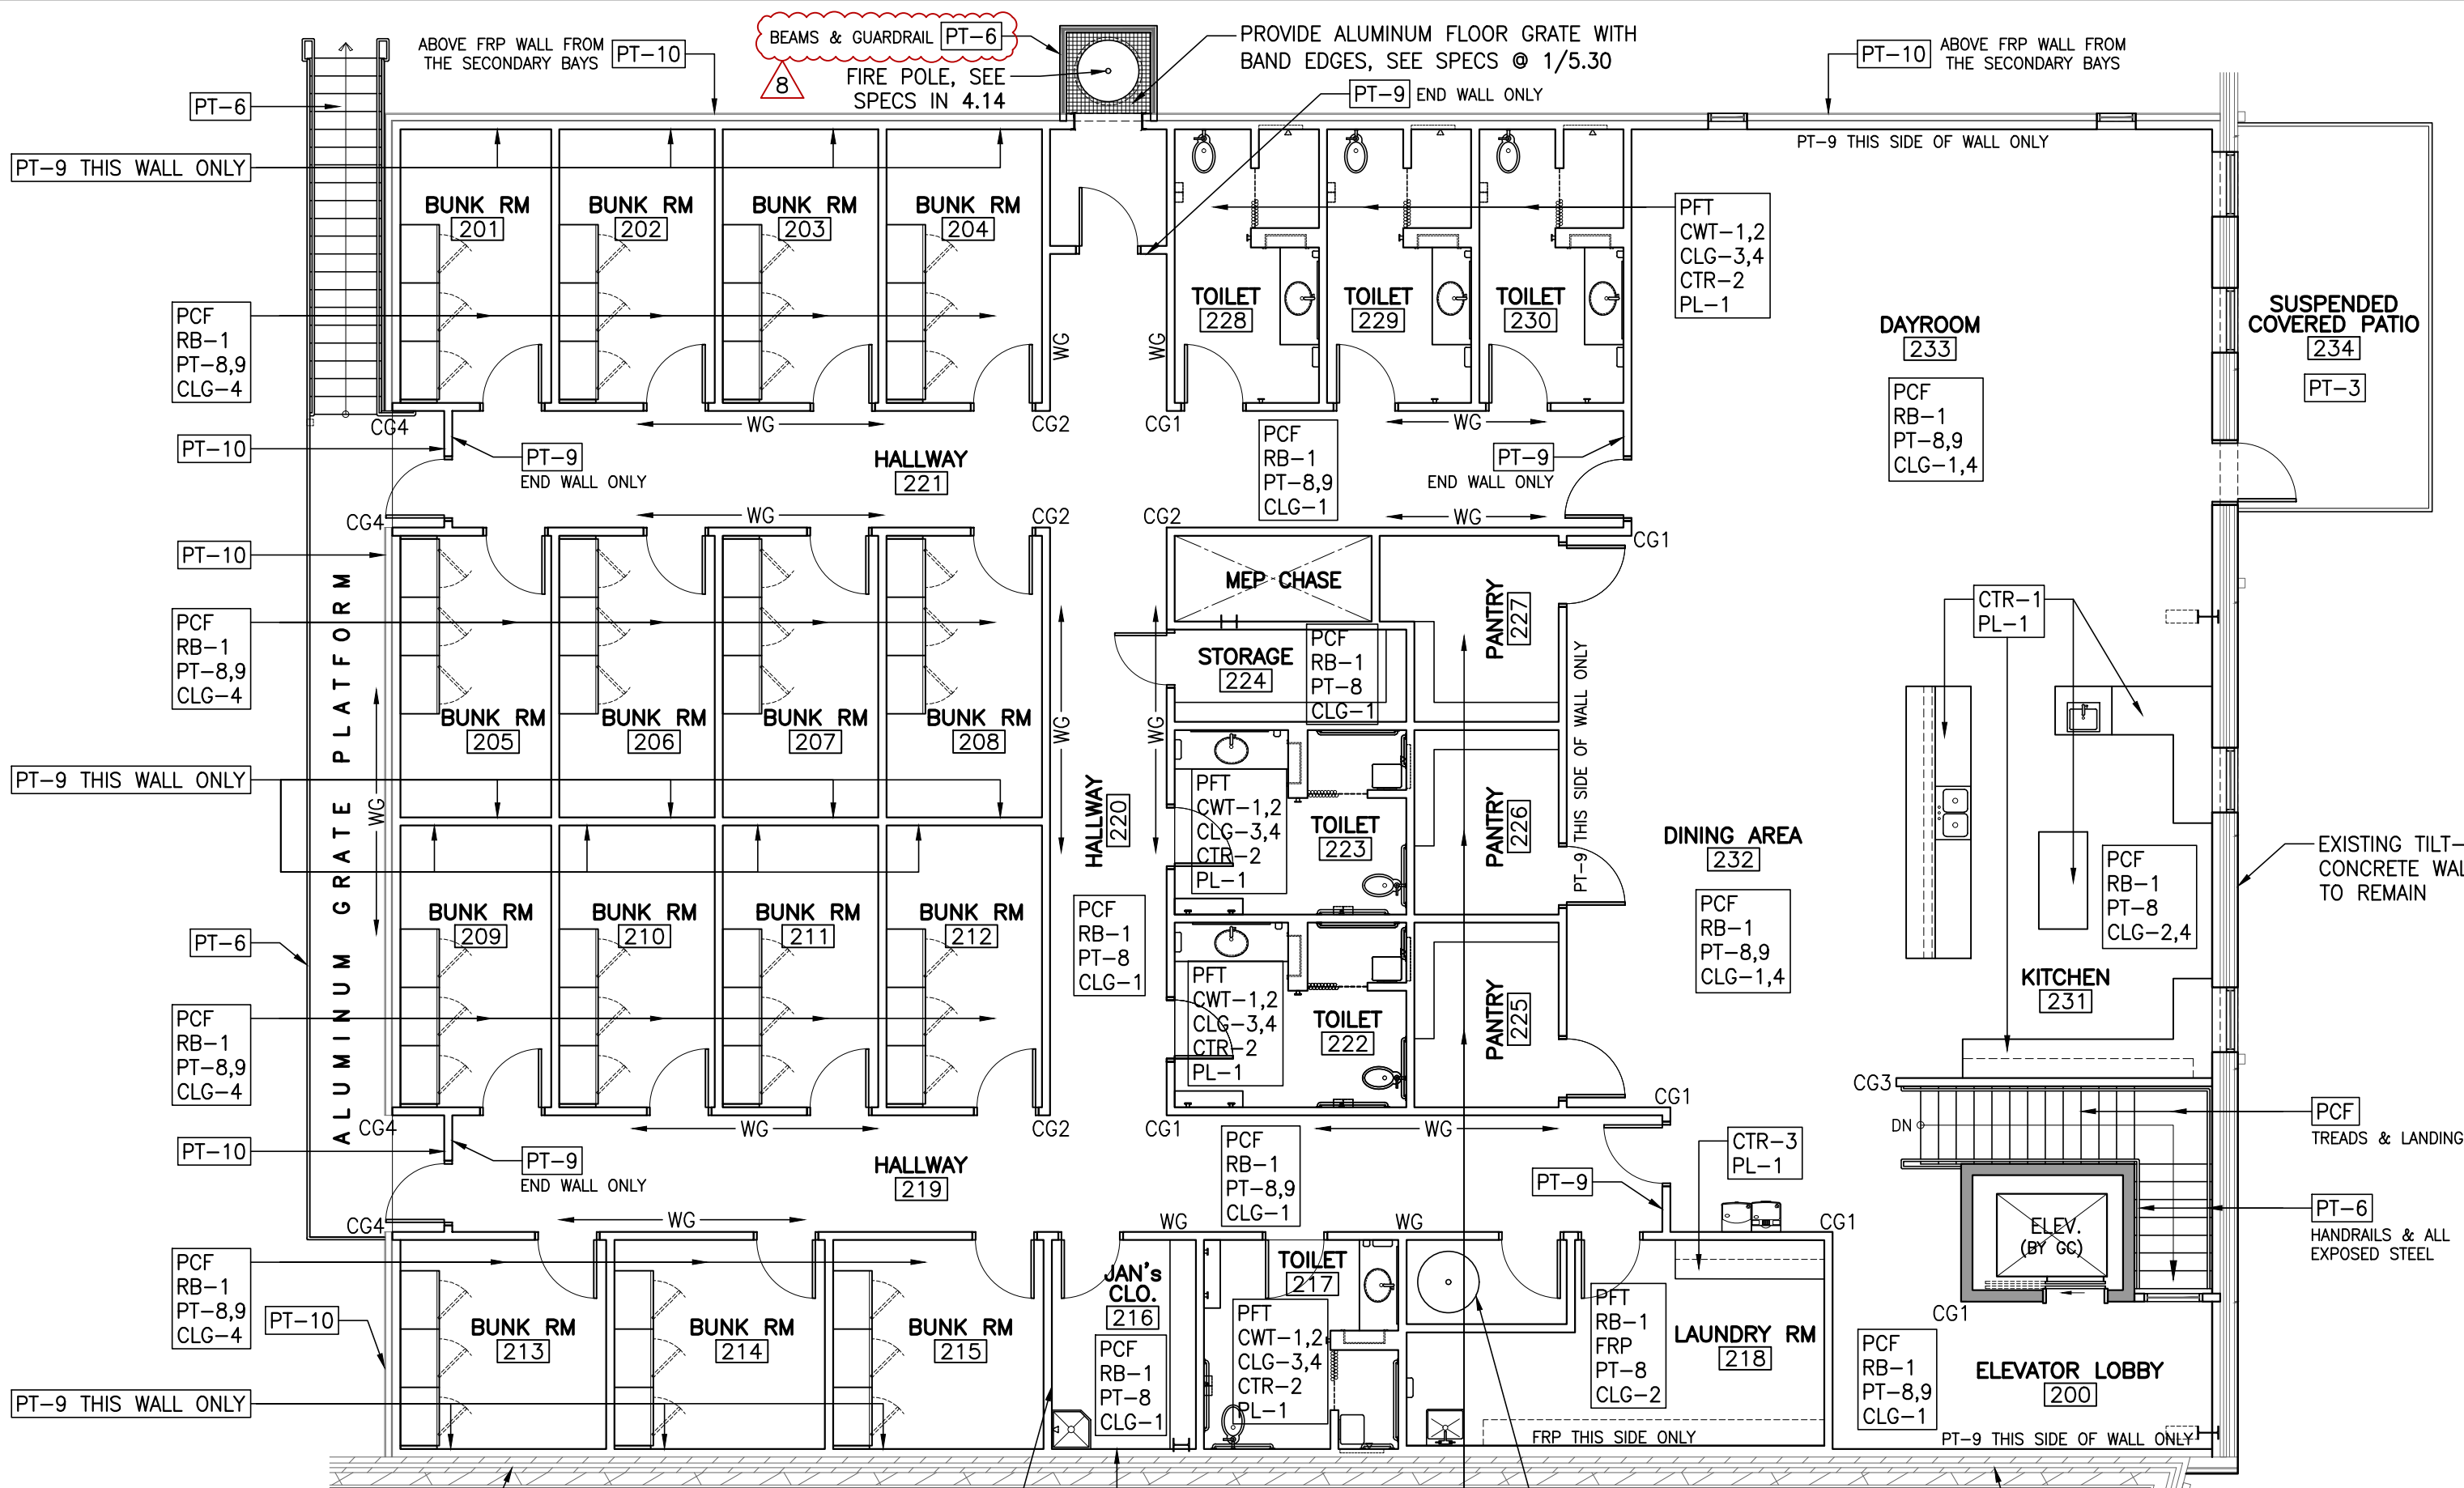 ABOVE FRP WALL FROM
THE SECONDARY BAYS
PT-10
BEAMS & GUARDRAIL
PT-6
8
FIRE POLE, SEE
SPECS IN 4.14
PROVIDE ALUMINUM FLOOR GRATE WITH
BAND EDGES, SEE SPECS @ 1/5.30
PT-9
END WALL ONLY
PT-10
ABOVE FRP WALL FROM
THE SECONDARY BAYS
PT-6
PT-9 THIS WALL ONLY
PT-9 THIS SIDE OF WALL ONLY
BUNK RM
201
BUNK RM
202
BUNK RM
203
BUNK RM
204
PFT
CWT-1,2
CLG-3,4
CTR-2
PL-1
PCF
RB-1
PT-8,9
CLG-4
WG
WG
TOILET
228
TOILET
229
TOILET
230
DAYROOM
233
PCF
RB-1
PT-8,9
CLG-1,4
SUSPENDED
COVERED PATIO
234
PT-3
CG4
WG
CG2
CG1
WG
PT-10
PT-9
END WALL ONLY
HALLWAY
221
PCF
RB-1
PT-8,9
CLG-1
PT-9
END WALL ONLY
CG4
WG
CG2
CG2
WG
CG1
PT-10
ALUMINUM GRATE PLATFORM
WG
PCF
RB-1
PT-8,9
CLG-4
BUNK RM
205
BUNK RM
206
BUNK RM
207
BUNK RM
208
WG
WG
MEP CHASE
STORAGE
224
PCF
RB-1
PT-8
CLG-1
PANTRY
227
PT-9 THIS SIDE OF WALL ONLY
CTR-1
PL-1
PT-9 THIS WALL ONLY
HALLWAY
220
PCF
RB-1
PT-8
CLG-1
PFT
CWT-1,2
CLG-3,4
CTR-2
PL-1
TOILET
223
PANTRY
226
DINING AREA
232
PCF
RB-1
PT-8,9
CLG-1,4
PCF
RB-1
PT-8
CLG-2,4
KITCHEN
231
EXISTING TILT-
CONCRETE WAL
TO REMAIN
BUNK RM
209
BUNK RM
210
BUNK RM
211
BUNK RM
212
PT-6
PCF
RB-1
PT-8,9
CLG-4
PFT
CWT-1,2
CLG-3,4
CTR-2
PL-1
TOILET
222
PANTRY
225
CG3
CG4
WG
CG2
CG1
WG
CG1
PT-10
PT-9
END WALL ONLY
HALLWAY
219
PCF
RB-1
PT-8,9
CLG-1
PT-9
CTR-3
PL-1
DN
PCF
TREADS & LANDING
CG4
WG
WG
WG
CG1
ELEV.
(BY GC)
PT-6
HANDRAILS & ALL
EXPOSED STEEL
PCF
RB-1
PT-8,9
CLG-4
PT-10
BUNK RM
213
BUNK RM
214
BUNK RM
215
JAN's
CLO.
216
PCF
RB-1
PT-8
CLG-1
TOILET
217
PFT
CWT-1,2
CLG-3,4
CTR-2
PL-1
PFT
RB-1
FRP
PT-8
CLG-2
LAUNDRY RM
218
CG1
PCF
RB-1
PT-8,9
CLG-1
ELEVATOR LOBBY
200
PT-9 THIS WALL ONLY
FRP THIS SIDE ONLY
PT-9 THIS SIDE OF WALL ONLY